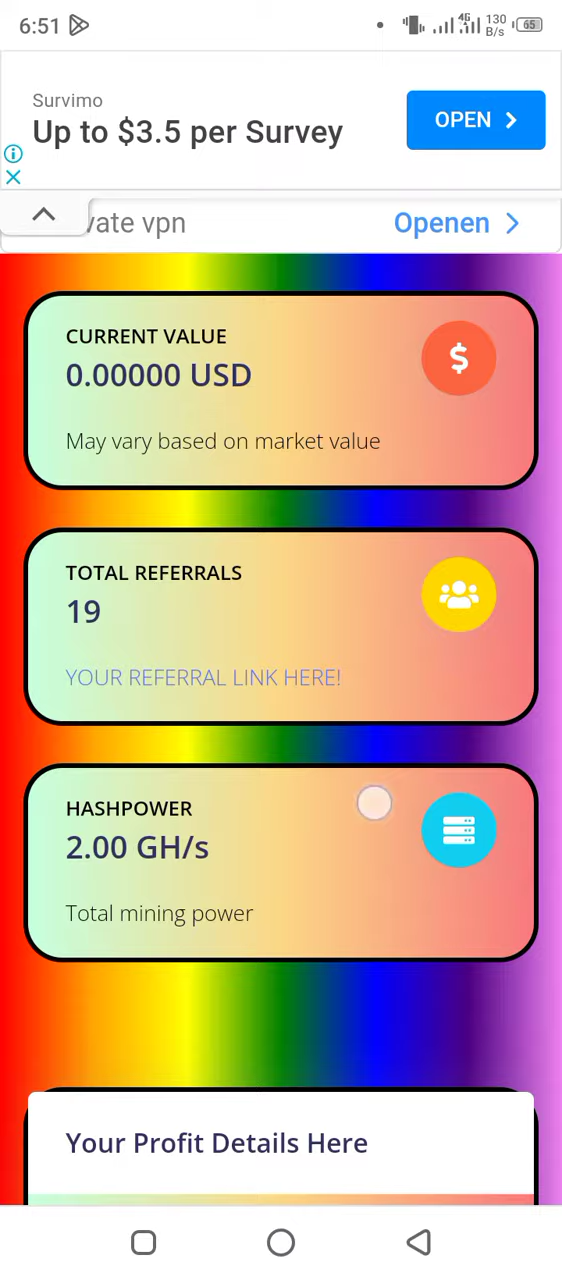 6:51
4G
130
B/s
65
Survimo
Up to $3.5 per Survey
OPEN
vate vpn
Openen
CURRENT VALUE
0.00000 USD
$
May vary based on market value
TOTAL REFERRALS
19
YOUR REFERRAL LINK HERE!
HASHPOWER
2.00 GH/s
Total mining power
Your Profit Details Here